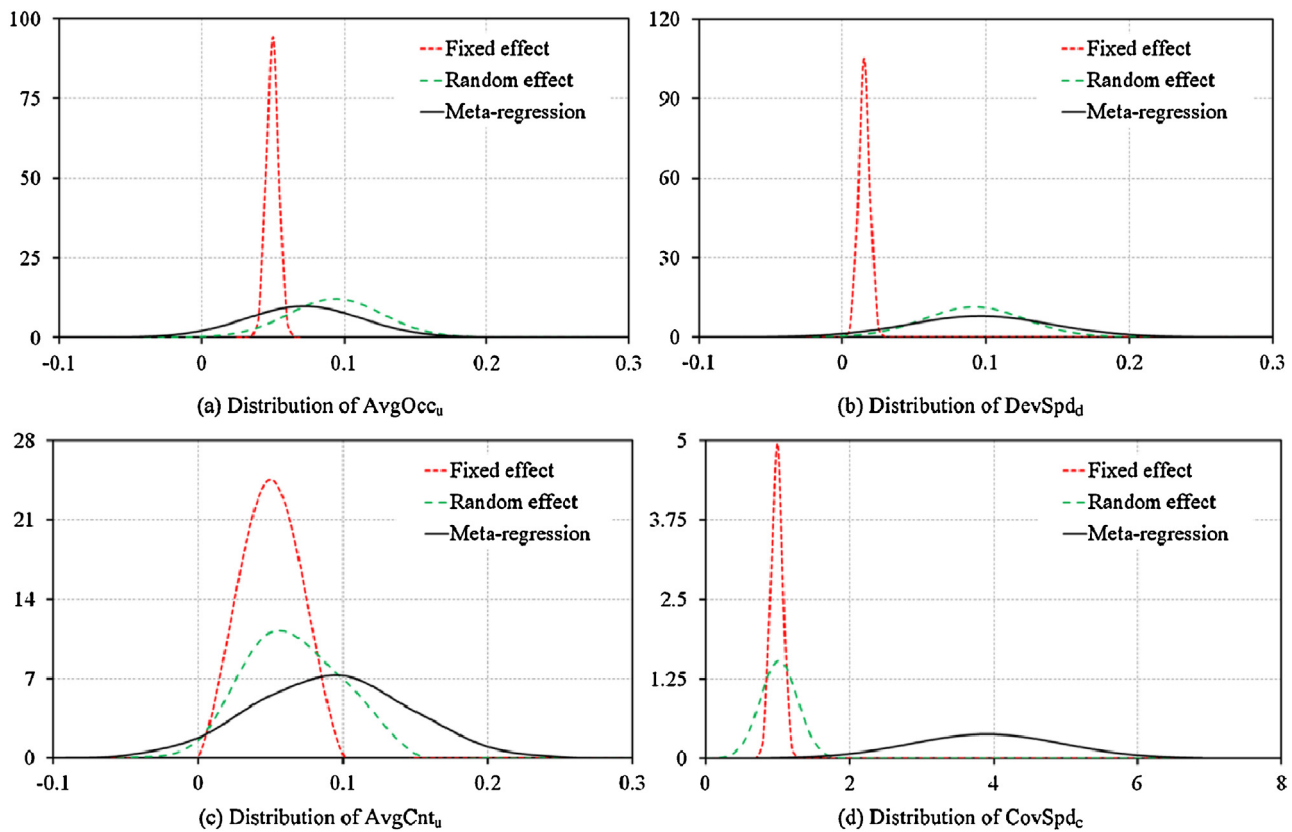 100
75
50
25
0
-0.1
0
0.1
0.2
0.3
Fixed effect
Random effect
Meta-regression
(a) Distribution of AvgOccu
120
90
60
30
0
-0.1
0
0.1
0.2
0.3
Fixed effect
Random effect
Meta-regression
(b) Distribution of DevSpdd
28
21
14
7
0
-0.1
0
0.1
0.2
0.3
Fixed effect
Random effect
Meta-regression
(c) Distribution of AvgCntu
5
3.75
2.5
1.25
0
0
2
4
6
8
Fixed effect
Random effect
Meta-regression
(d) Distribution of CovSpdc